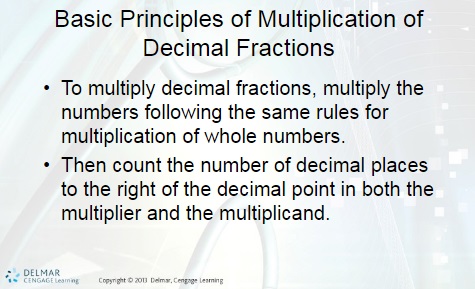 Basic Principles of Multiplication of
Decimal Fractions
• To multiply decimal fractions, multiply the
numbers following the same rules for
multiplication of whole numbers.
• Then count the number of decimal places
to the right of the decimal point in both the
multiplier and the multiplicand.
DELMAR
CENGAGE Learning
Copyright © 2013 Delmar, Cengage Learning